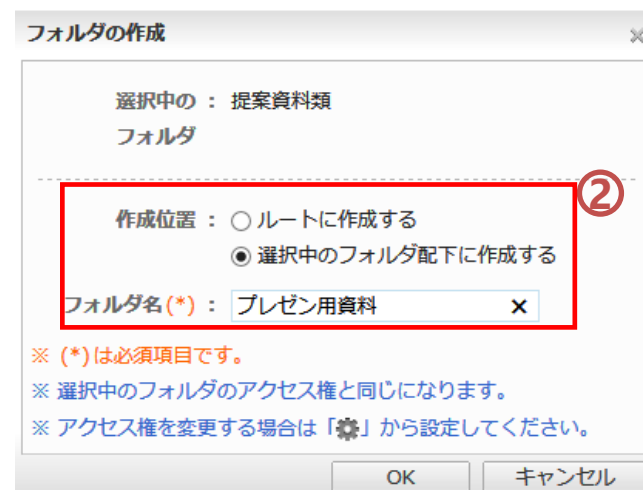 フォルダの作成
選択中の : 提案資料類
フォルダ
②
作成位置 : ルートに作成する
選択中のフォルダ配下に作成する
フォルダ名(*) : プレゼン用資料 ×
※ (*)は必須項目です。
※ 選択中のフォルダのアクセス権と同じになります。
※ アクセス権を変更する場合は「」から設定してください。
OK キャンセル